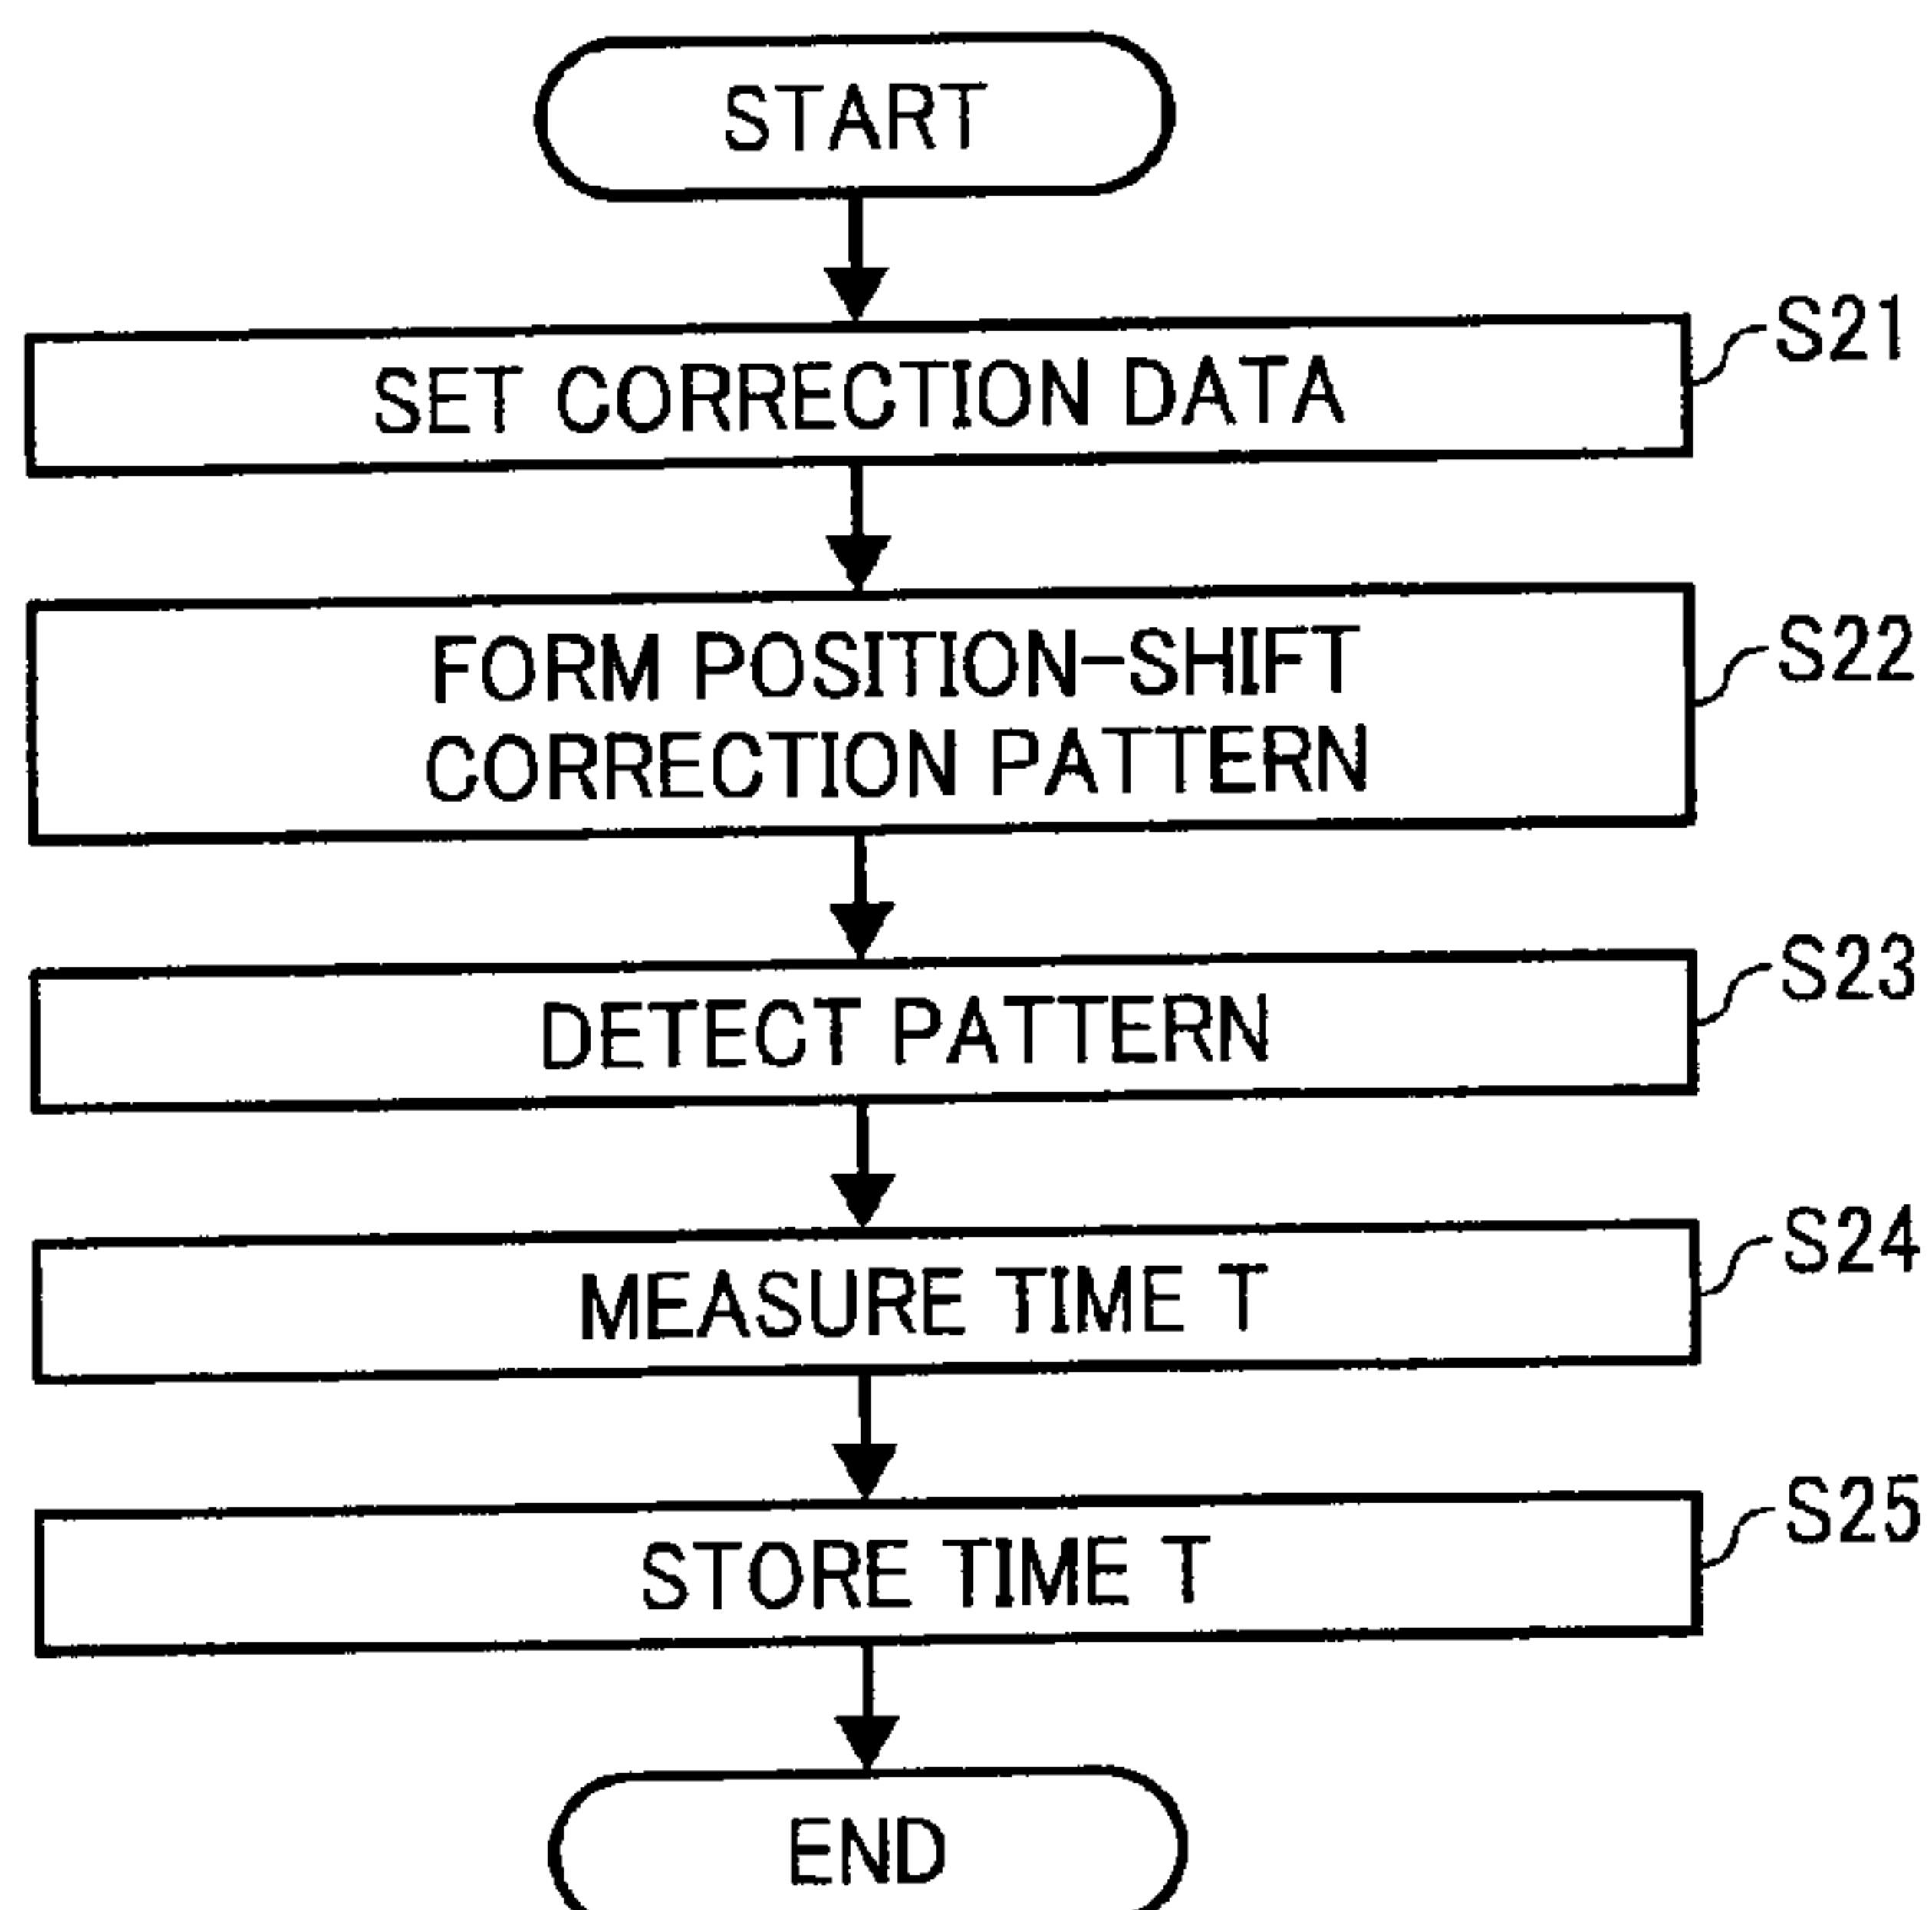 START
SET CORRECTION DATA
S21
FORM POSITION-SHIFT
CORRECTION PATTERN
S22
DETECT PATTERN
S23
MEASURE TIME T
S24
STORE TIME T
S25
END